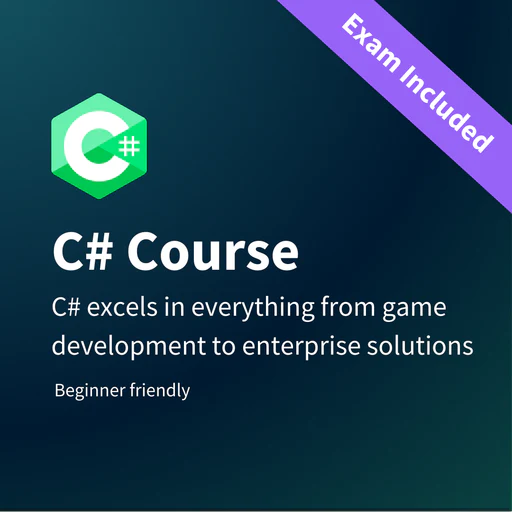 Exam Included
C#
C# Course
C# excels in everything from game
development to enterprise solutions
Beginner friendly